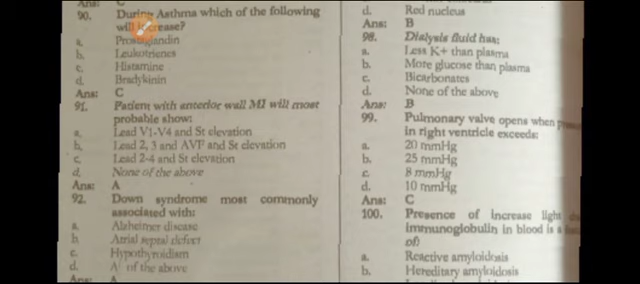 Ans: C
90. During Asthma which of the following
will increase?
a. Prostaglandin
b. Leukotrienes
c. Histamine
d. Bradykinin
Ans: C
91. Patient with anterior wall MI will most
probable show:
a. Lead V1-V4 and St elevation
b. Lead 2, 3 and AVF and St elevation
c. Lead 2-4 and St elevation
d. None of the above
Ans: A
92. Down syndrome most commonly
associated with:
a. Alzheimer disease
b. Atrial septal defect
c. Hypothyroidism
d. of the above
Ans: A
d. Red nucleus
Ans: B
98. Dialysis fluid has:
a. Less K+ than plasma
b. More glucose than plasma
c. Bicarbonates
d. None of the above
Ans: B
99. Pulmonary valve opens when
in right ventricle exceeds:
a. 20 mmHg
b. 25 mmHg
c. 8 mmHg
d. 10 mmHg
Ans: C
100. Presence of increase light
immunoglobulin in blood is a
of:
a. Reactive amyloidosis
b. Hereditary amyloidosis